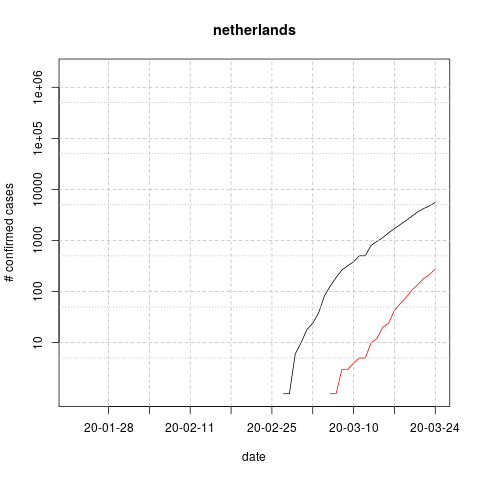 netherlands
# confirmed cases
1e+06
1e+05
10000
1000
100
10
20-01-28
20-02-11
20-02-25
20-03-10
20-03-24
date